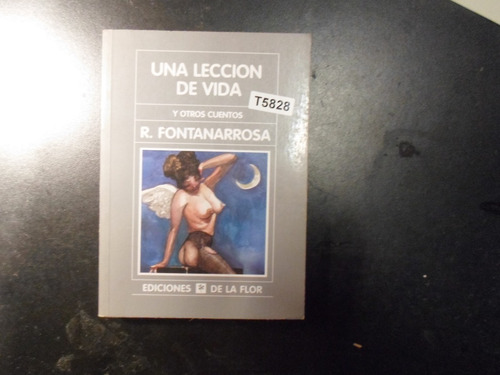 UNA LECCION
DE VIDA
T5828
Y OTROS CUENTOS
R. FONTANARROSA
EDICIONES DE LA FLOR